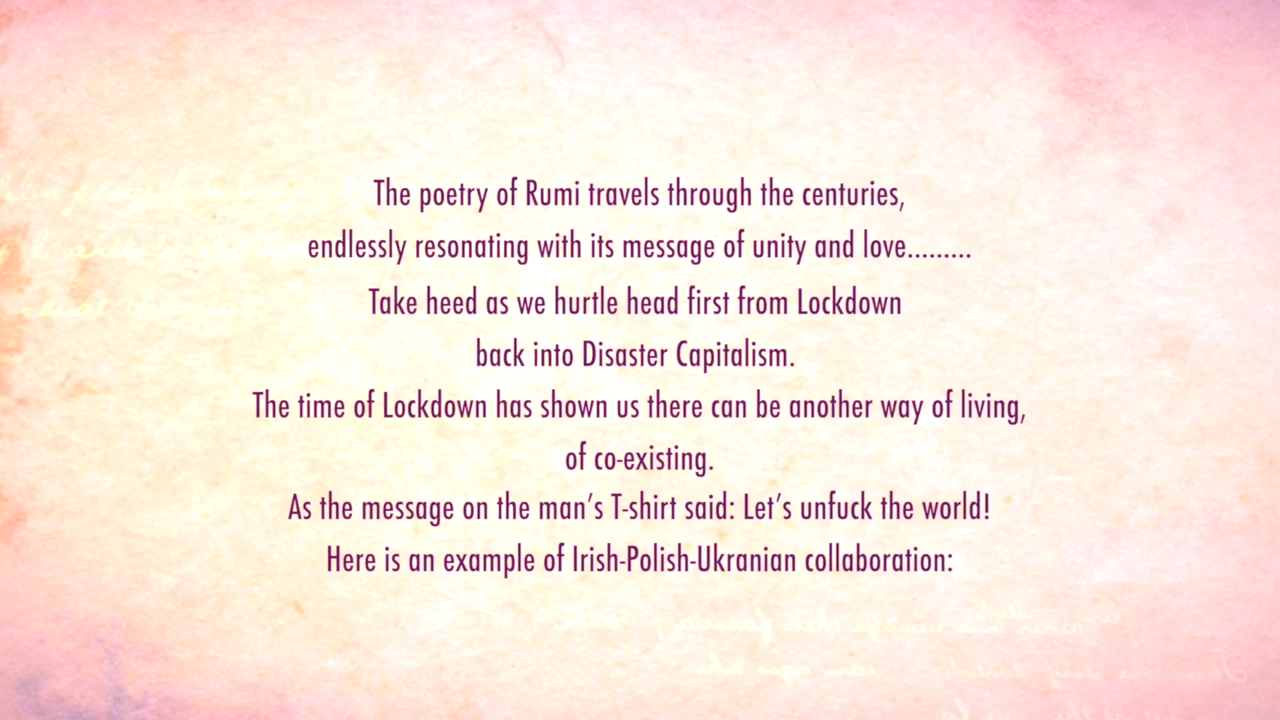 The poetry of Rumi travels through the centuries,
endlessly resonating with its message of unity and love.........
Take heed as we hurtle head first from Lockdown
back into Disaster Capitalism.
The time of Lockdown has shown us there can be another way of living,
of co-existing.
As the message on the man’s T-shirt said: Let’s unfuck the world!
Here is an example of Irish-Polish-Ukranian collaboration: